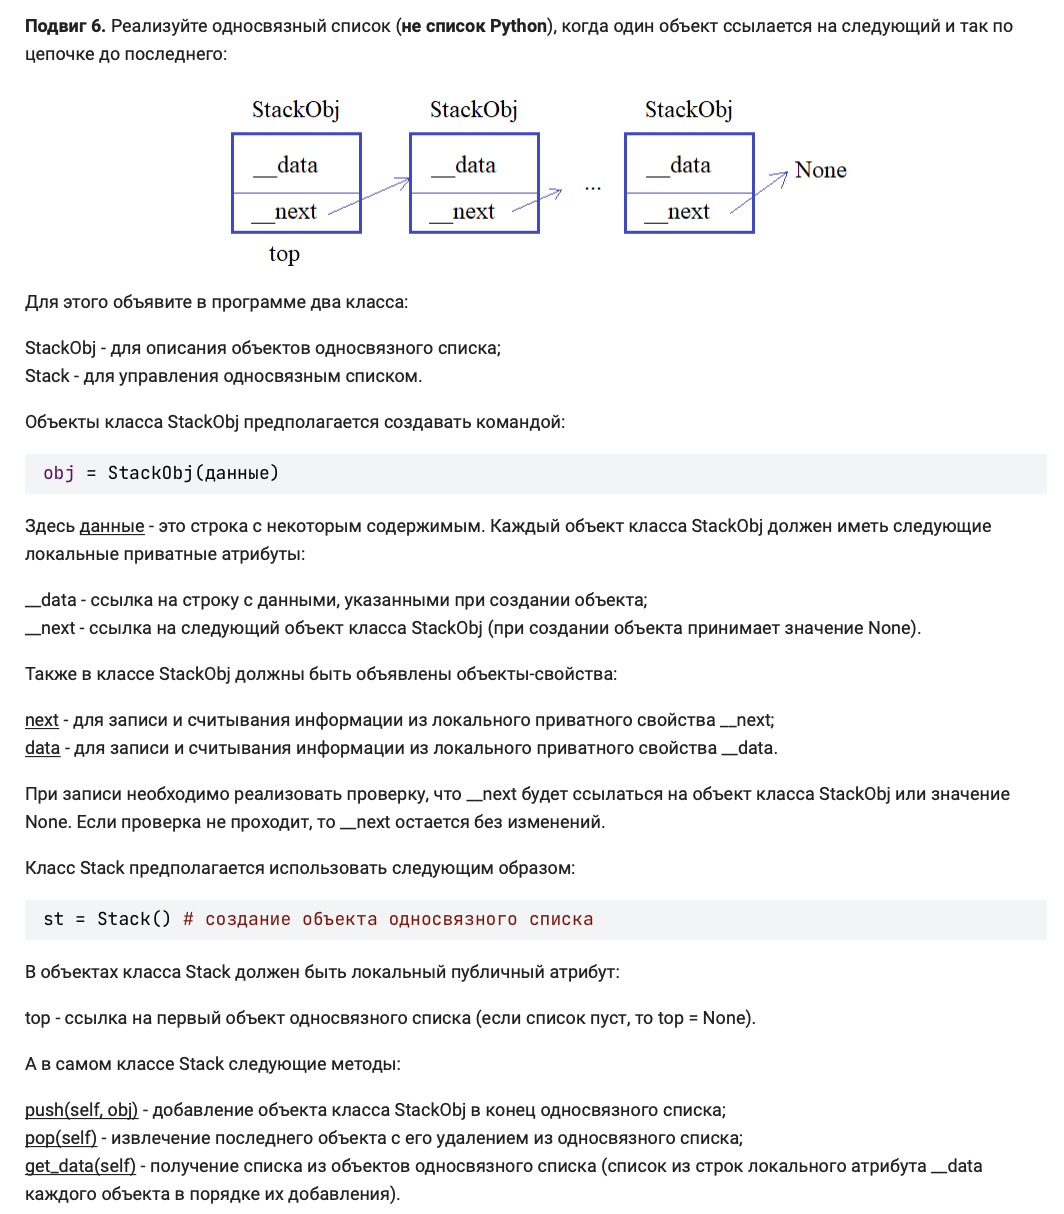 Подвиг 6. Реализуйте односвязный список (не список Python), когда один объект ссылается на следующий и так по
цепочке до последнего:
StackObj StackObj StackObj
__data __data __data None
...
__next __next __next
top
Для этого объявите в программе два класса:
StackObj - для описания объектов односвязного списка;
Stack - для управления односвязным списком.
Объекты класса StackObj предполагается создавать командой:
obj = StackObj(данные)
Здесь данные - это строка с некоторым содержимым. Каждый объект класса StackObj должен иметь следующие
локальные приватные атрибуты:
__data - ссылка на строку с данными, указанными при создании объекта;
__next - ссылка на следующий объект класса StackObj (при создании объекта принимает значение None).
Также в классе StackObj должны быть объявлены объекты-свойства:
next - для записи и считывания информации из локального приватного свойства __next;
data - для записи и считывания информации из локального приватного свойства __data.
При записи необходимо реализовать проверку, что __next будет ссылаться на объект класса StackObj или значение
None. Если проверка не проходит, то __next остается без изменений.
Класс Stack предполагается использовать следующим образом:
st = Stack() # создание объекта односвязного списка
В объектах класса Stack должен быть локальный публичный атрибут:
top - ссылка на первый объект односвязного списка (если список пуст, то top = None).
А в самом классе Stack следующие методы:
push(self, obj) - добавление объекта класса StackObj в конец односвязного списка;
pop(self) - извлечение последнего объекта с его удалением из односвязного списка;
get_data(self) - получение списка из объектов односвязного списка (список из строк локального атрибута __data
каждого объекта в порядке их добавления).